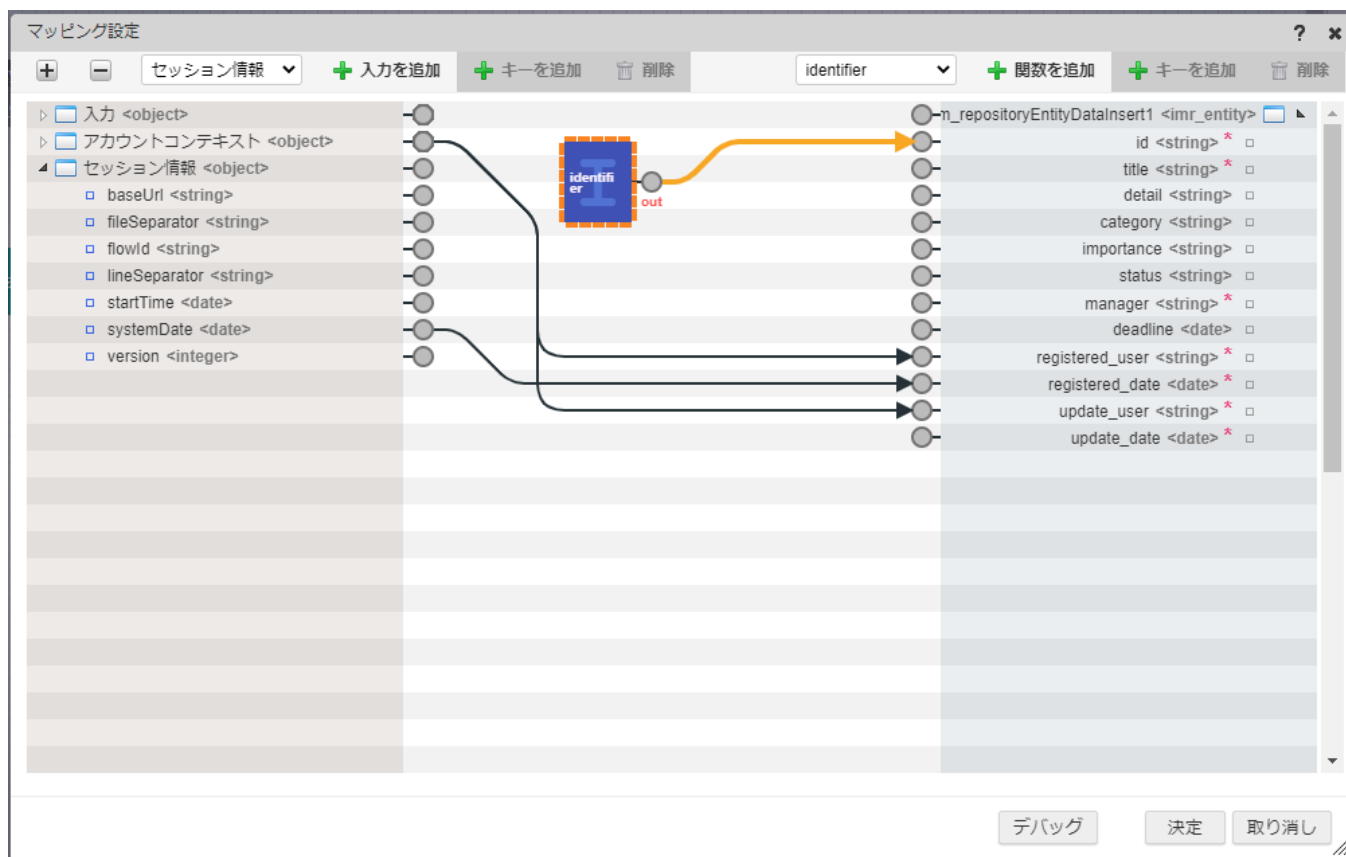 マッピング設定
? ×
セッション情報 入力を追加 キーを追加 削除 identifier 関数を追加 キーを追加 削除
入力 <object>
アカウントコンテキスト <object>
セッション情報 <object>
baseUrl <string>
fileSeparator <string>
flowId <string>
lineSeparator <string>
startTime <date>
systemDate <date>
version <integer>
identifi
er
out
m_repositoryEntityDataInsert1 <imr_entity>
id <string> *
title <string> *
detail <string>
category <string>
importance <string>
status <string>
manager <string> *
deadline <date>
registered_user <string> *
registered_date <date> *
update_user <string> *
update_date <date> *
デバッグ 決定 取り消し